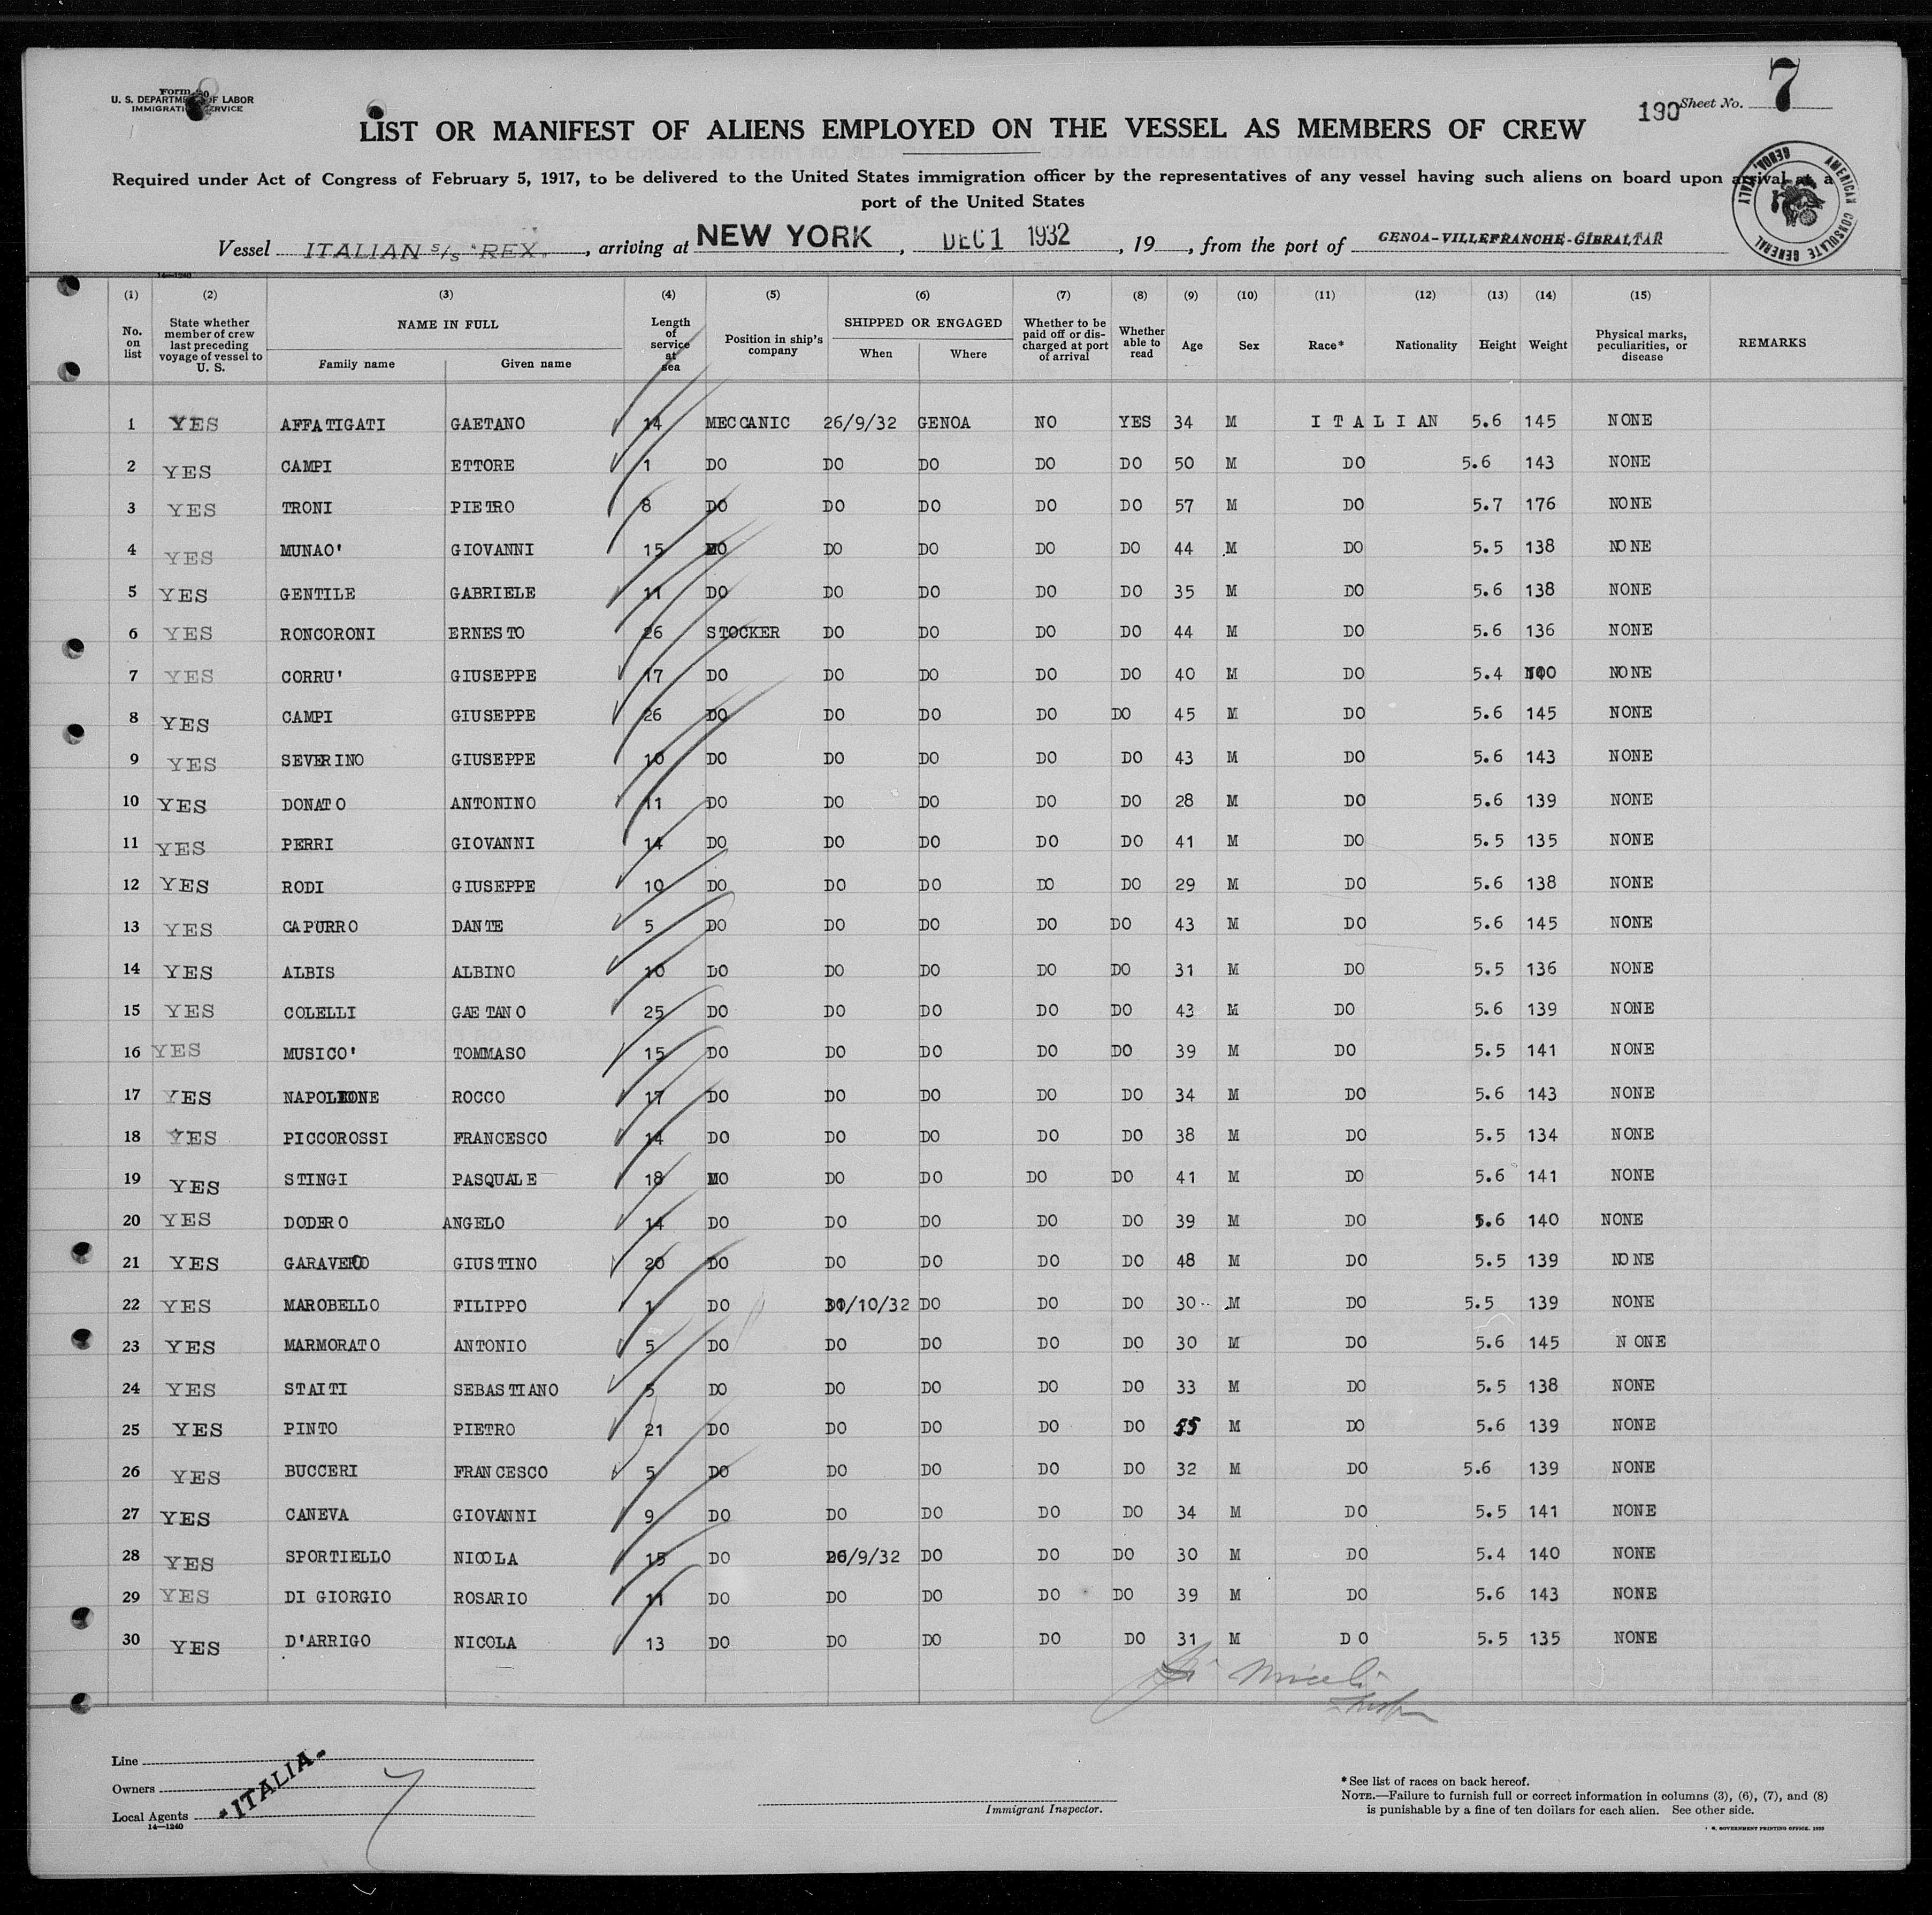 Form
U. S. DEPARTMENT OF LABOR
IMMIGRATION SERVICE
190 Sheet No. 7
LIST OR MANIFEST OF ALIENS EMPLOYED ON THE VESSEL AS MEMBERS OF CREW
Required under Act of Congress of February 5, 1917, to be delivered to the United States immigration officer by the representatives of any vessel having such aliens on board upon arrival at a
port of the United States
AMERICAN CONSULATE GENERAL GENOA, ITALY
Vessel ITALIAN S/S "REX", arriving at NEW YORK, DEC 1 1932, 19, from the port of GENOA-VILLEFRANCHE-GIBRALTAR
14—1240
(1) (2) (3) (4) (5) (6) (7) (8) (9) (10) (11) (12) (13) (14) (15)
No. on list State whether member of crew last preceding voyage of vessel to U. S. NAME IN FULL Family name Given name Length of service at sea Position in ship's company SHIPPED OR ENGAGED When Where Whether to be paid off or discharged at port of arrival Whether able to read Age Sex Race* Nationality Height Weight Physical marks, peculiarities, or disease REMARKS
1 YES AFFATIGATI GAETANO 14 MECCANIC 26/9/32 GENOA NO YES 34 M ITALIAN 5.6 145 NONE
2 YES CAMPI ETTORE 1 DO DO DO DO DO 50 M DO 5.6 143 NONE
3 YES TRONI PIETRO 8 DO DO DO DO DO 57 M DO 5.7 176 NONE
4 YES MUNAO' GIOVANNI 15 DO DO DO DO DO 44 M DO 5.5 138 NONE
5 YES GENTILE GABRIELE 11 DO DO DO DO DO 35 M DO 5.6 138 NONE
6 YES RONCORONI ERNESTO 26 STOCKER DO DO DO DO 44 M DO 5.6 136 NONE
7 YES CORRU' GIUSEPPE 17 DO DO DO DO DO 40 M DO 5.4 NONE
8 YES CAMPI GIUSEPPE 26 DO DO DO DO DO 45 M DO 5.6 145 NONE
9 YES SEVERINO GIUSEPPE 10 DO DO DO DO DO 43 M DO 5.6 143 NONE
10 YES DONATO ANTONINO 11 DO DO DO DO DO 28 M DO 5.6 139 NONE
11 YES PERRI GIOVANNI 14 DO DO DO DO DO 41 M DO 5.5 135 NONE
12 YES RODI GIUSEPPE 10 DO DO DO DO DO 29 M DO 5.6 138 NONE
13 YES CAPURRO DANTE 5 DO DO DO DO DO 43 M DO 5.6 145 NONE
14 YES ALBIS ALBINO 10 DO DO DO DO DO 31 M DO 5.5 136 NONE
15 YES COLELLI GAETANO 25 DO DO DO DO DO 43 M DO 5.6 139 NONE
16 YES MUSICO' TOMMASO 15 DO DO DO DO DO 39 M DO 5.5 141 NONE
17 YES NAPOLEONE ROCCO 17 DO DO DO DO DO 34 M DO 5.6 143 NONE
18 YES PICCOROSSI FRANCESCO 14 DO DO DO DO DO 38 M DO 5.5 134 NONE
19 YES STINGI PASQUALE 18 DO DO DO DO DO 41 M DO 5.6 141 NONE
20 YES DODERO ANGELO 14 DO DO DO DO DO 39 M DO 5.6 140 NONE
21 YES GIUSTINO 20 DO DO DO DO DO 48 M DO 5.5 139 NONE
22 YES MAROBELLO FILIPPO 1 DO /10/32 DO DO DO 30 M DO 5.5 139 NONE
23 YES MARMORATO ANTONIO 5 DO DO DO DO DO 30 M DO 5.6 145 NONE
24 YES STAITI SEBASTIANO 5 DO DO DO DO DO 33 M DO 5.5 138 NONE
25 YES PINTO PIETRO 21 DO DO DO DO DO M DO 5.6 139 NONE
26 YES BUCCERI FRANCESCO 5 DO DO DO DO DO 32 M DO 5.6 139 NONE
27 YES CANEVA GIOVANNI 9 DO DO DO DO DO 34 M DO 5.5 141 NONE
28 YES SPORTIELLO NICOLA 15 DO 26/9/32 DO DO DO 30 M DO 5.4 140 NONE
29 YES DI GIORGIO ROSARIO 11 DO DO DO DO DO 39 M DO 5.6 143 NONE
30 YES D'ARRIGO NICOLA 13 DO DO DO DO DO 31 M DO 5.5 135 NONE
Line
Owners
Local Agents
"ITALIA"
14—1240
Immigrant Inspector.
*See list of races on back hereof.
NOTE.—Failure to furnish full or correct information in columns (3), (6), (7), and (8)
is punishable by a fine of ten dollars for each alien. See other side.
GOVERNMENT PRINTING OFFICE